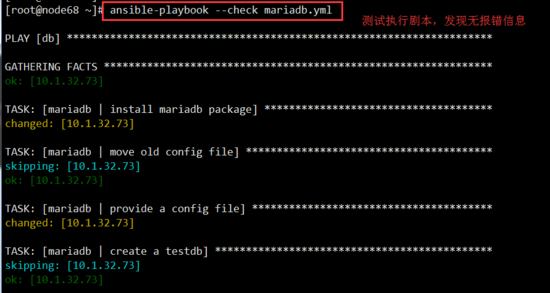 [root@node68 ~]# ansible-playbook --check mariadb.yml
测试执行剧本，发现无报错信息
PLAY [db] ******************************************************************
GATHERING FACTS ************************************************************
ok: [10.1.32.73]
TASK: [mariadb | install mariadb package] **********************************
changed: [10.1.32.73]
TASK: [mariadb | move old config file] *************************************
skipping: [10.1.32.73]
ok: [10.1.32.73]
TASK: [mariadb | provide a config file] ************************************
changed: [10.1.32.73]
TASK: [mariadb | create a testdb] ******************************************
skipping: [10.1.32.73]
ok: [10.1.32.73]